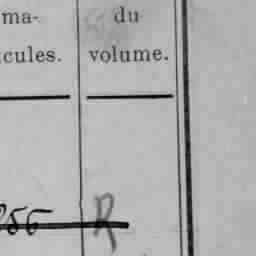 ma- du
cules. volume.
R